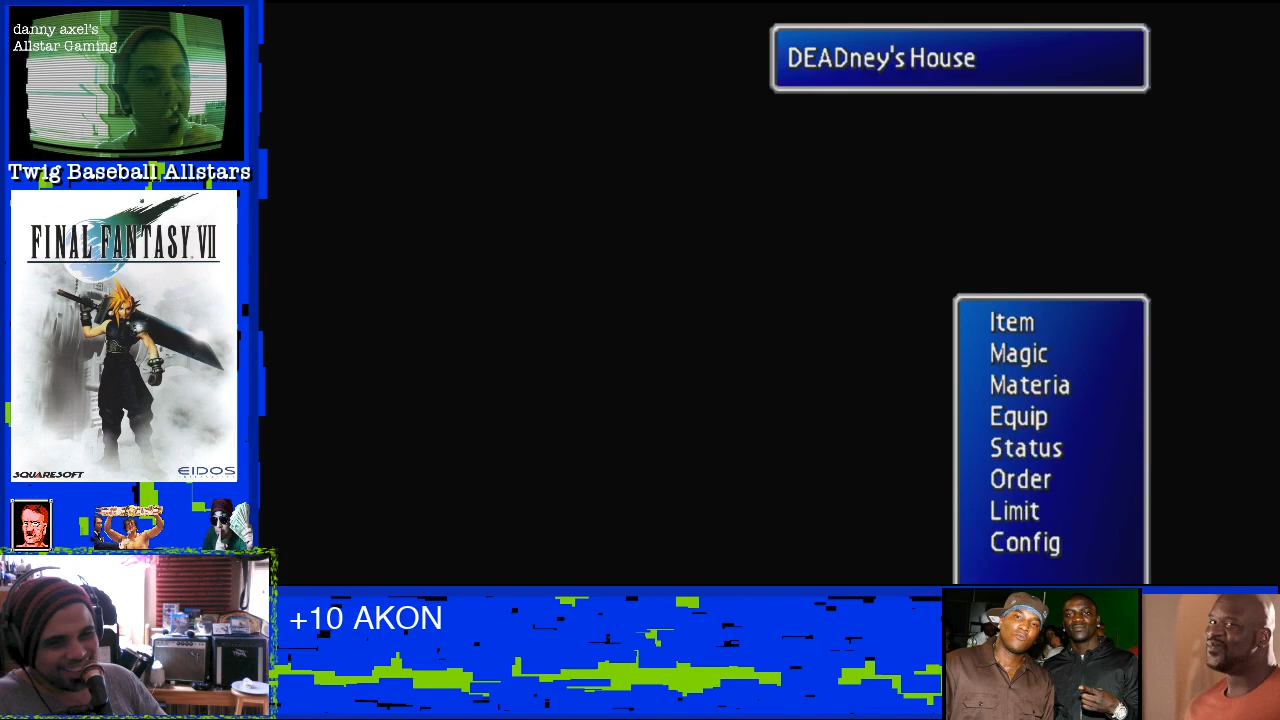 danny axel's
Allstar Gaming
Twig Baseball Allstars
FINAL FANTASY VII
SQUARESOFT
EIDOS
DEADney's House
Item
Magic
Materia
Equip
Status
Order
Limit
Config
+10 AKON